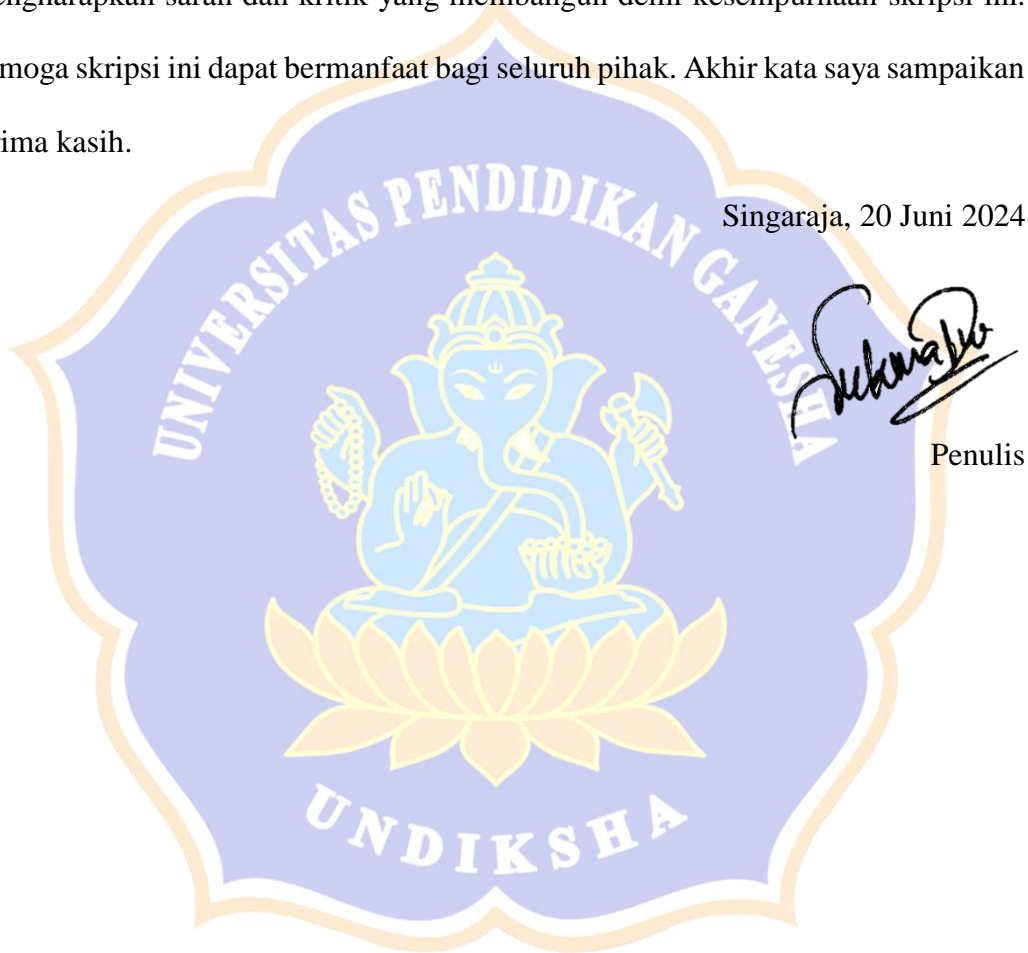 engharapkan saran dan kritik yang membangun demi kesempurnaan skripsi ini.
moga skripsi ini dapat bermanfaat bagi seluruh pihak. Akhir kata saya sampaikan
rima kasih.
Singaraja, 20 Juni 2024
Penulis
UNIVERSITAS PENDIDIKAN GANESHA
UNDIKSHA